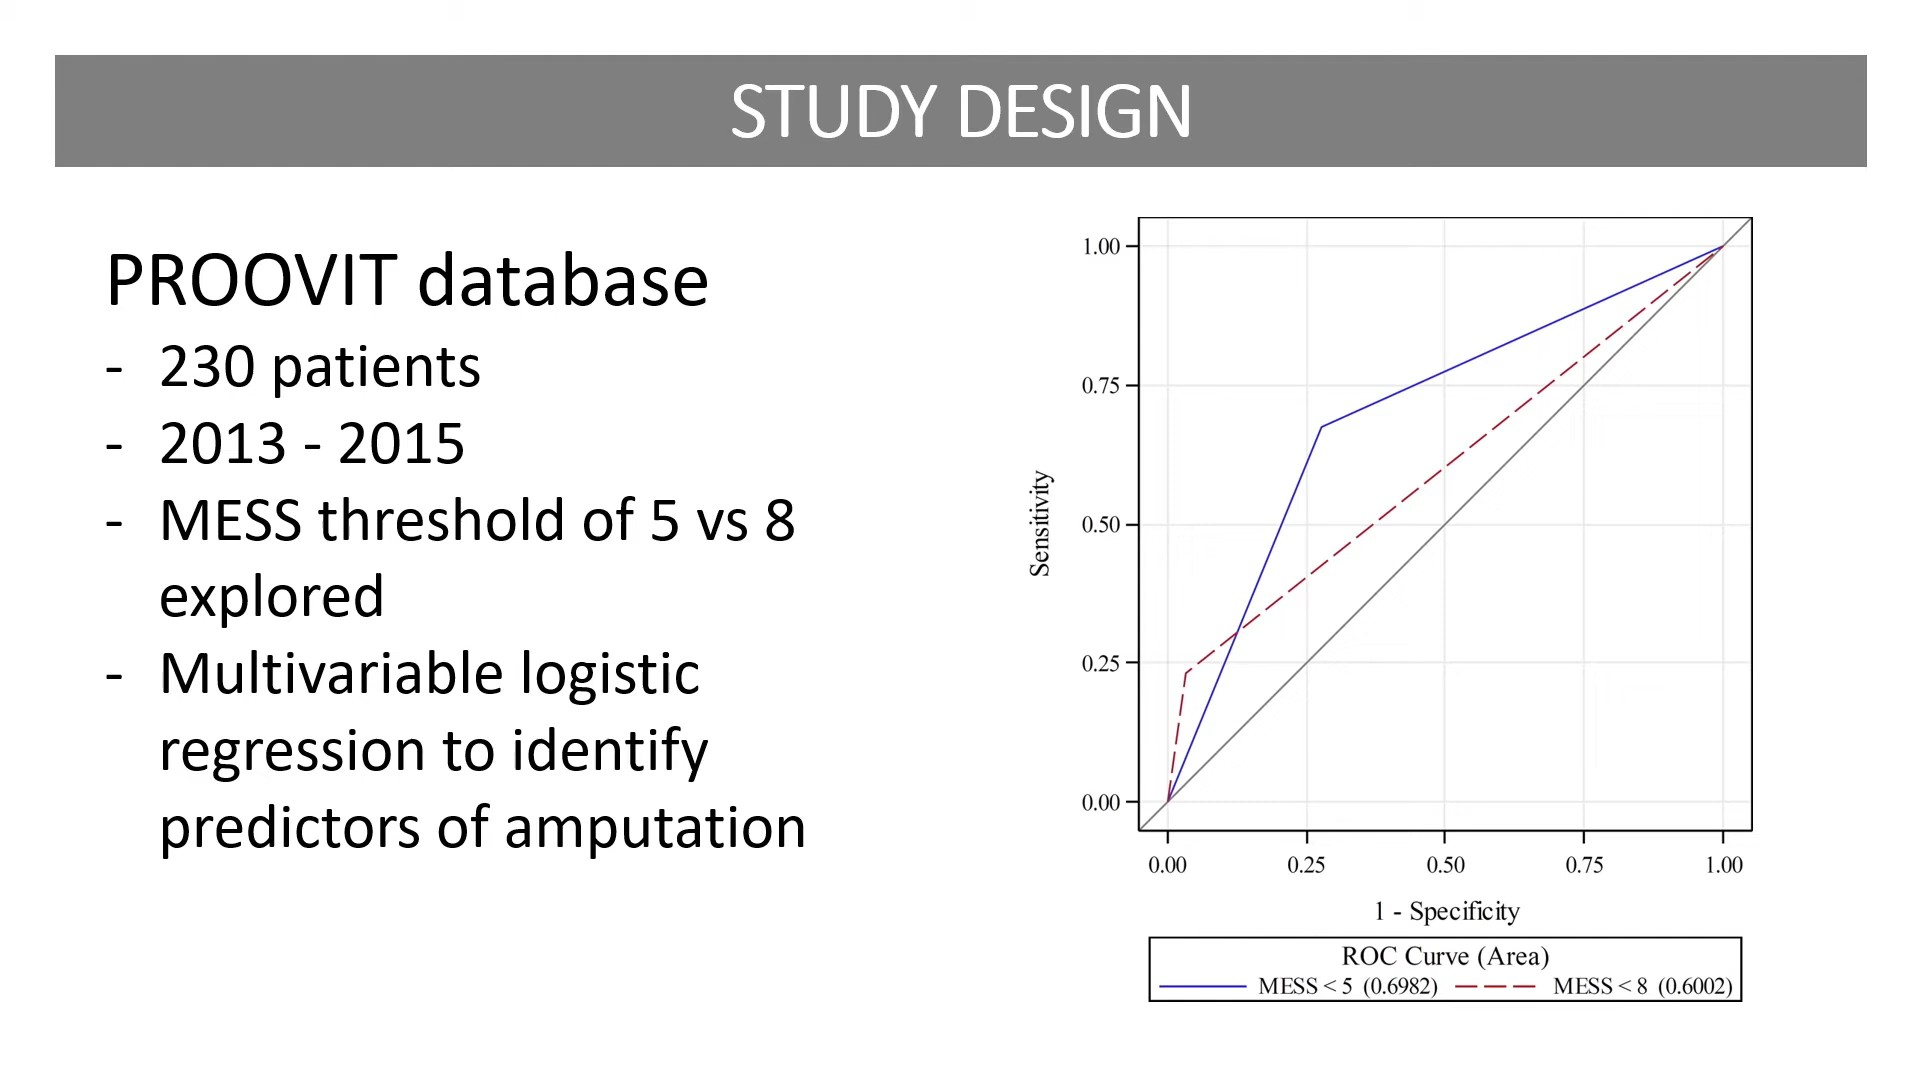 STUDY DESIGN
PROOVIT database
- 230 patients
- 2013 - 2015
- MESS threshold of 5 vs 8
explored
- Multivariable logistic
regression to identify
predictors of amputation
1.00
0.75
0.50
0.25
0.00
Sensitivity
0.00 0.25 0.50 0.75 1.00
1 - Specificity
ROC Curve (Area)
MESS < 5 (0.6982) MESS < 8 (0.6002)